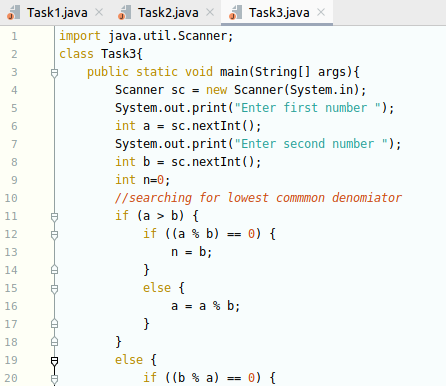 Task1.java × Task2.java × Task3.java ×
1 import java.util.Scanner;
2 class Task3{
3 public static void main(String[] args){
4 Scanner sc = new Scanner(System.in);
5 System.out.print("Enter first number ");
6 int a = sc.nextInt();
7 System.out.print("Enter second number ");
8 int b = sc.nextInt();
9 int n=0;
10 //searching for lowest commmon denomiator
11 if (a > b) {
12 if ((a % b) == 0) {
13 n = b;
14 }
15 else {
16 a = a % b;
17 }
18 }
19 else {
20 if ((b % a) == 0) {